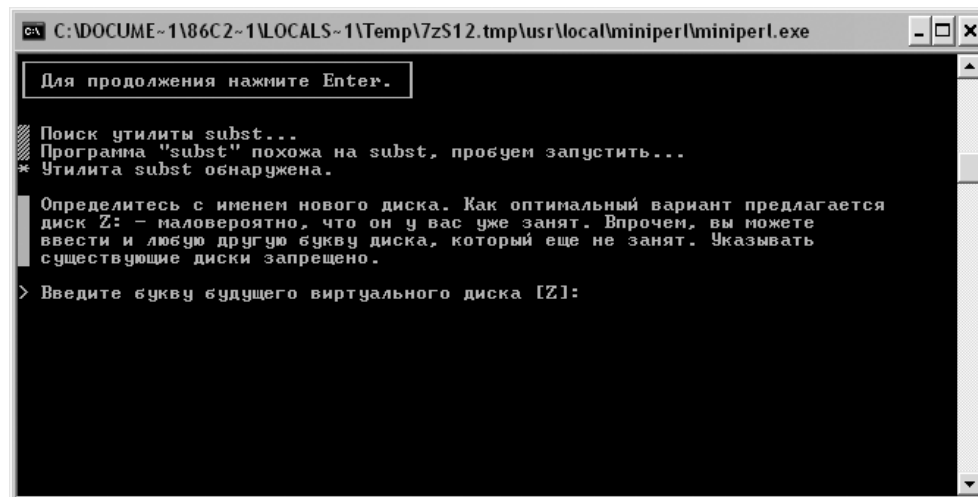 C:\DOCUME~1\86C2~1\LOCALS~1\Temp\7zS12.tmp\usr\local\miniperl\miniperl.exe
Для продолжения нажмите Enter.
Поиск утилиты subst...
Программа "subst" похожа на subst, пробуем запустить...
* Утилита subst обнаружена.
Определитесь с именем нового диска. Как оптимальный вариант предлагается
диск Z: – маловероятно, что он у вас уже занят. Впрочем, вы можете
ввести и любую другую букву диска, который еще не занят. Указывать
существующие диски запрещено.
> Введите букву будущего виртуального диска [Z]: